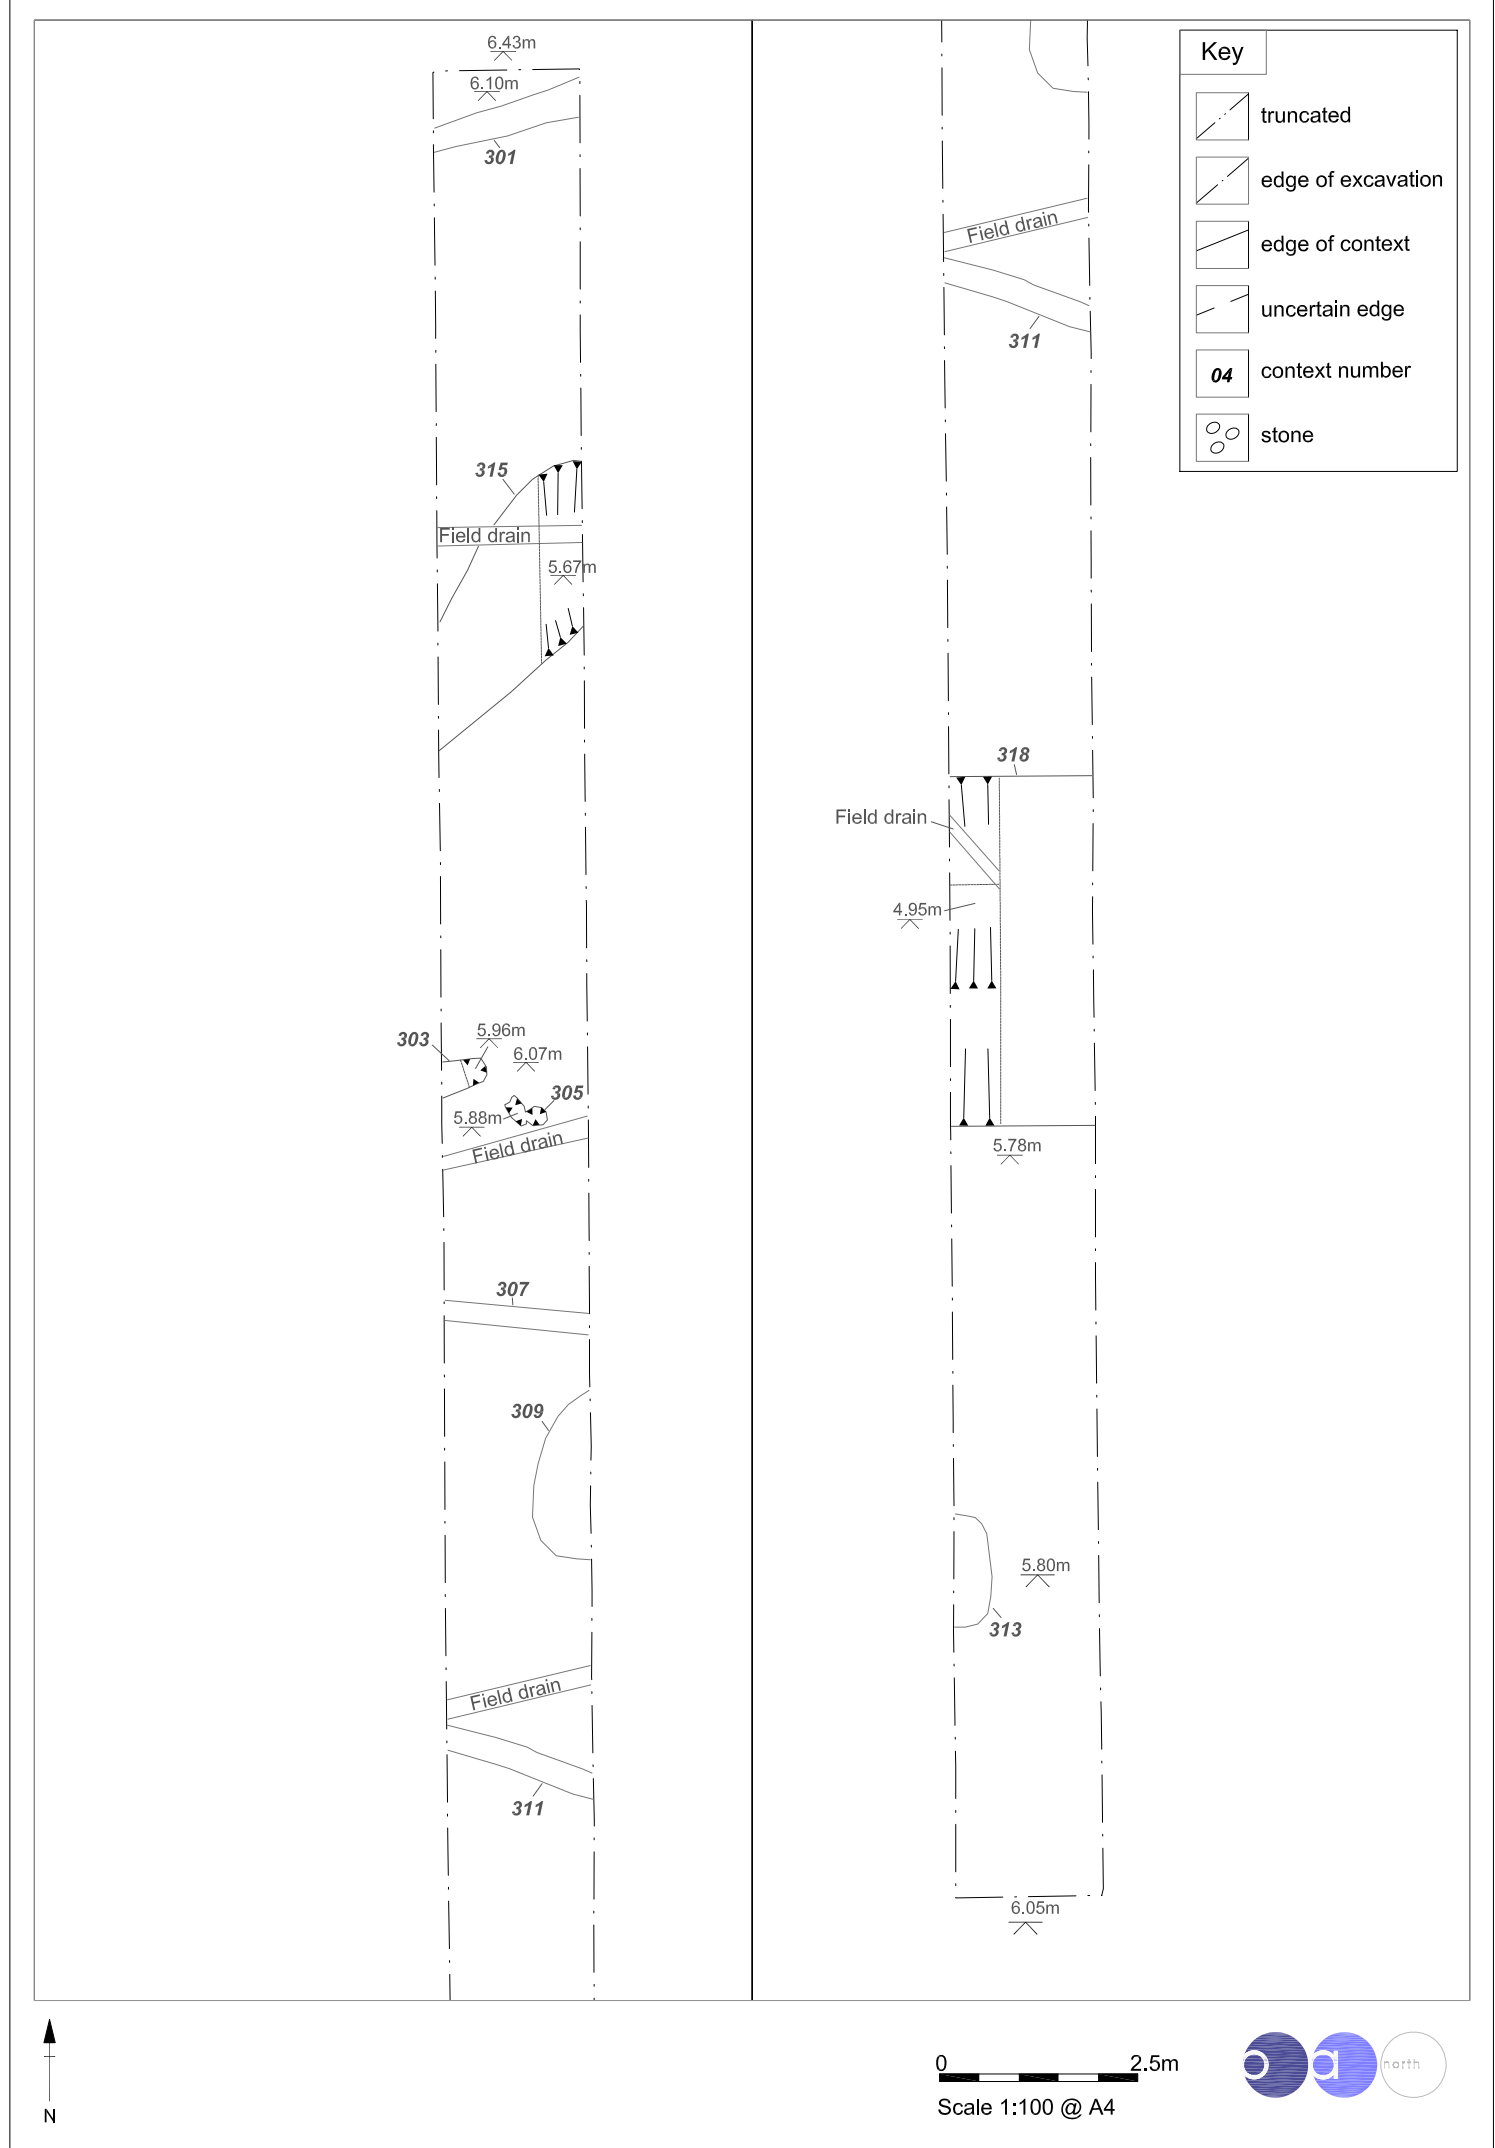 6.43m
6.10m
301
315
Field drain
5.67m
303
5.96m
6.07m
305
5.88m
Field drain
307
309
Field drain
311
Field drain
311
318
Field drain
4.95m
5.78m
5.80m
313
6.05m
Key
truncated
edge of excavation
edge of context
uncertain edge
04 context number
stone
N
0 2.5m
Scale 1:100 @ A4
oa north